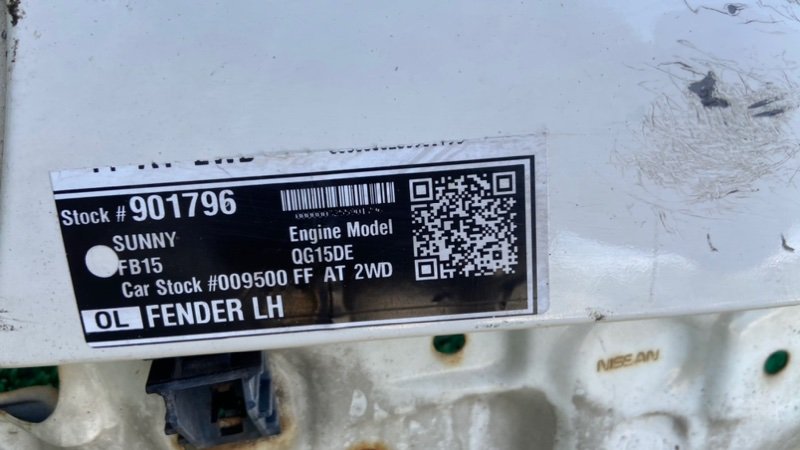 Stock # 901796
SUNNY
FB15
Engine Model
QG15DE
Car Stock #009500 FF AT 2WD
OL FENDER LH
NISSAN